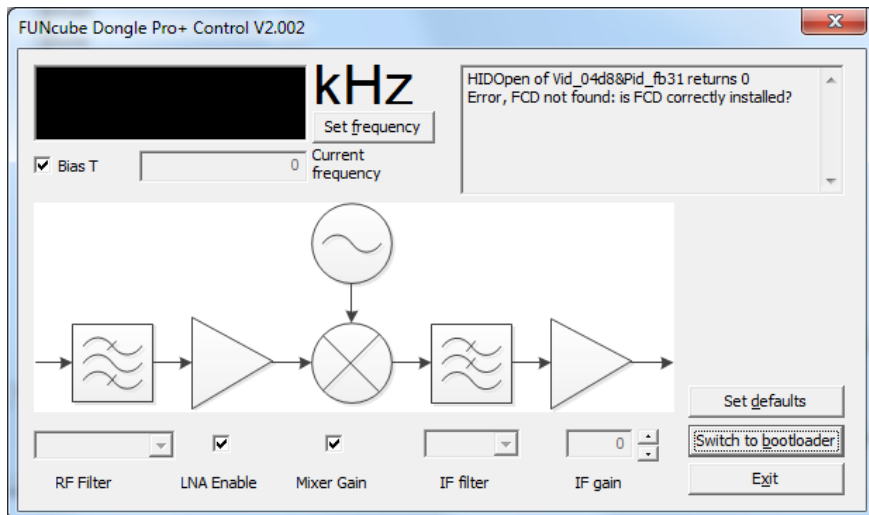 FUNcube Dongle Pro+ Control V2.002
kHz
HIDOpen of Vid_04d8&Pid_fb31 returns 0
Error, FCD not found: is FCD correctly installed?
Set frequency
Bias T
0
Current
frequency
Set defaults
0
Switch to bootloader
RF Filter
LNA Enable
Mixer Gain
IF filter
IF gain
Exit